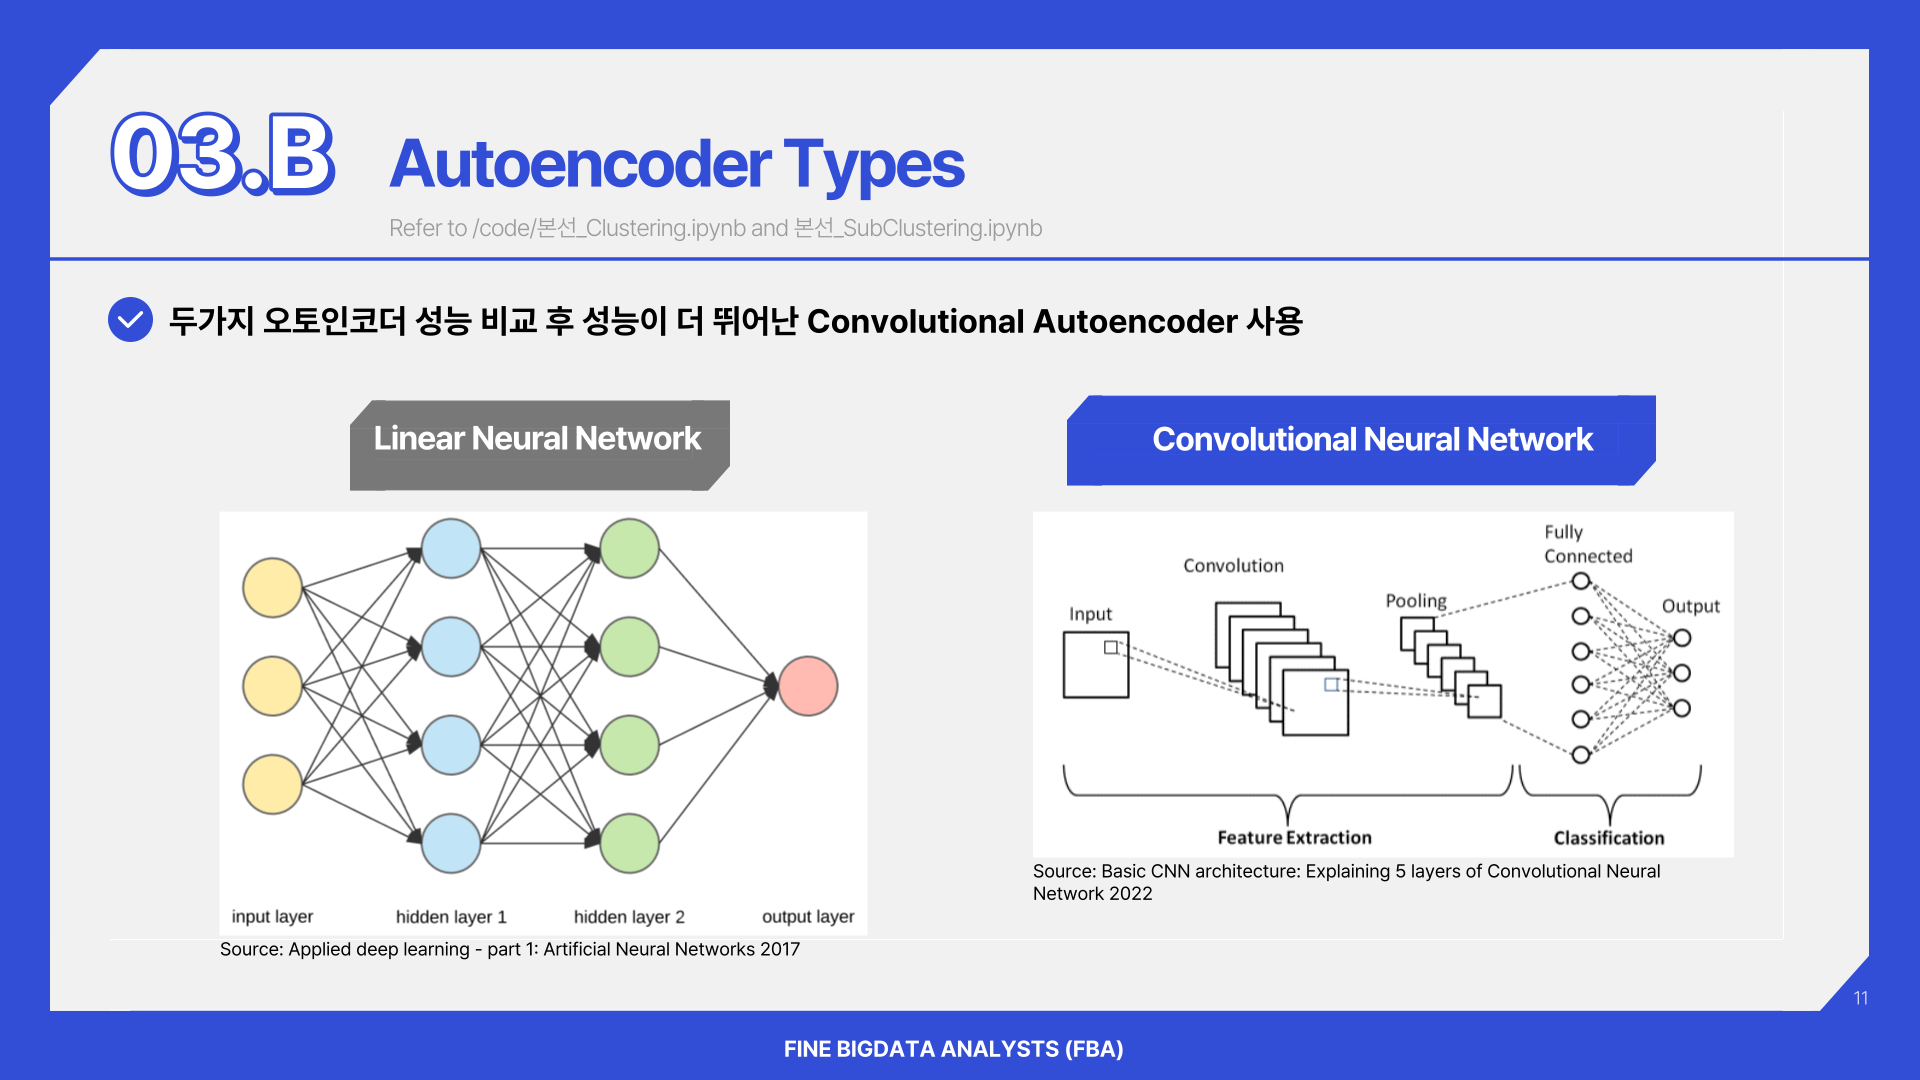 03.B
Autoencoder Types
Refer to /code/본선_Clustering.ipynb and 본선_SubClustering.ipynb
두가지 오토인코더 성능 비교 후 성능이 더 뛰어난 Convolutional Autoencoder 사용
Linear Neural Network
input layer
hidden layer 1
hidden layer 2
output layer
Source: Applied deep learning - part 1: Artificial Neural Networks 2017
Convolutional Neural Network
Input
Convolution
Pooling
Fully
Connected
Output
Feature Extraction
Classification
Source: Basic CNN architecture: Explaining 5 layers of Convolutional Neural
Network 2022
11
FINE BIGDATA ANALYSTS (FBA)